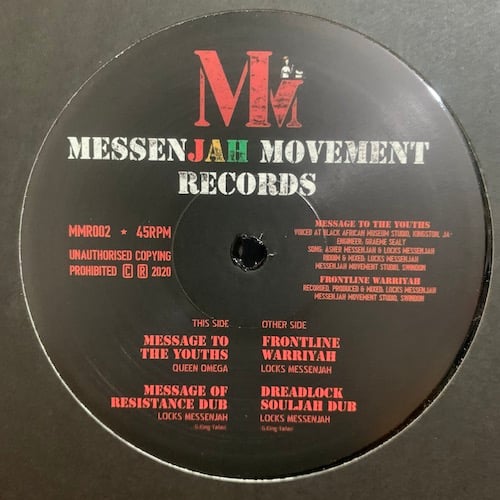 MM
MESSENJAH MOVEMENT
RECORDS
MMR002 ★ 45RPM
UNAUTHORISED COPYING
PROHIBITED Ⓒ Ⓡ 2020
MESSAGE TO THE YOUTHS
VOICED AT BLACK AFRICAN MUSEUM STUDIO, KINGSTON, JA
ENGINEER: GRAEME SEALY
SONG: ASHER MESSENJAH & LOCKS MESSENJAH
RIDDIM & MIXED: LOCKS MESSENJAH
MESSENJAH MOVEMENT STUDIO, SWINDON
FRONTLINE WARRIYAH
RECORDED, PRODUCED & MIXED: LOCKS MESSENJAH
MESSENJAH MOVEMENT STUDIO, SWINDON
THIS SIDE
MESSAGE TO
THE YOUTHS
QUEEN OMEGA
MESSAGE OF
RESISTANCE DUB
LOCKS MESSENJAH
OTHER SIDE
FRONTLINE
WARRIYAH
LOCKS MESSENJAH
DREADLOCK
SOULJAH DUB
LOCKS MESSENJAH